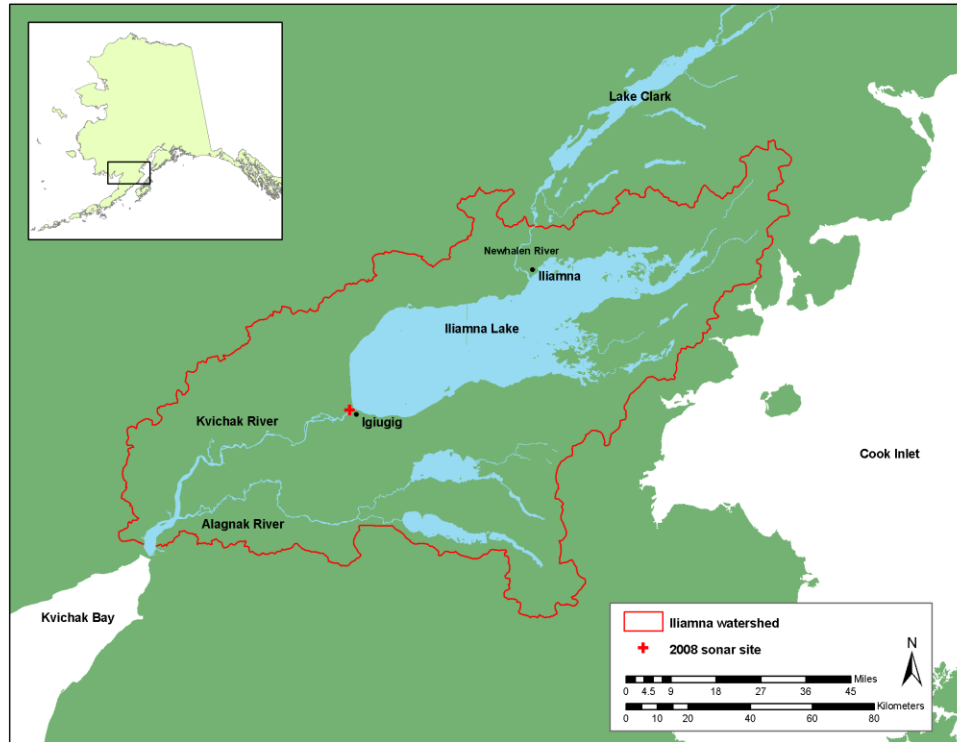 Lake Clark
Newhalen River
Iliamna
Iliamna Lake
Igiugig
Kvichak River
Cook Inlet
Alagnak River
Kvichak Bay
Iliamna watershed
2008 sonar site
N
Miles
0 4.5 9 18 27 36 45
Kilometers
0 10 20 40 60 80